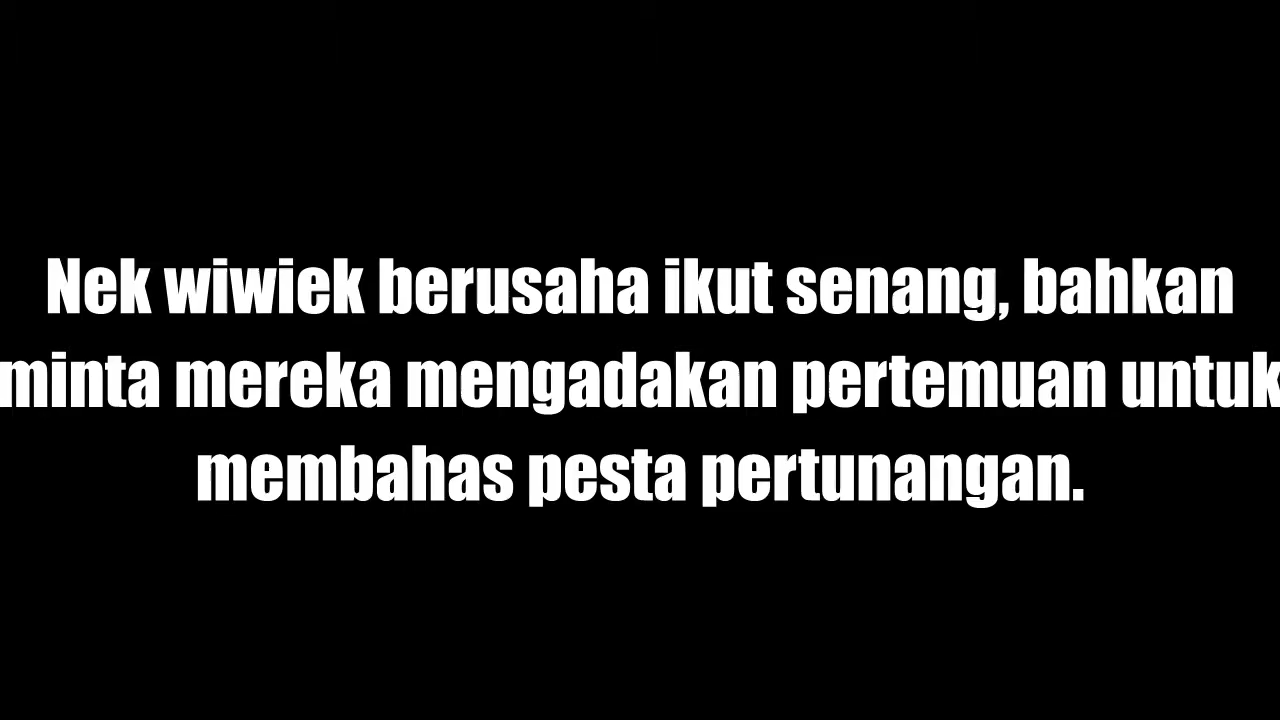 Nek wiwiek berusaha ikut senang, bahkan
minta mereka mengadakan pertemuan untuk
membahas pesta pertunangan.